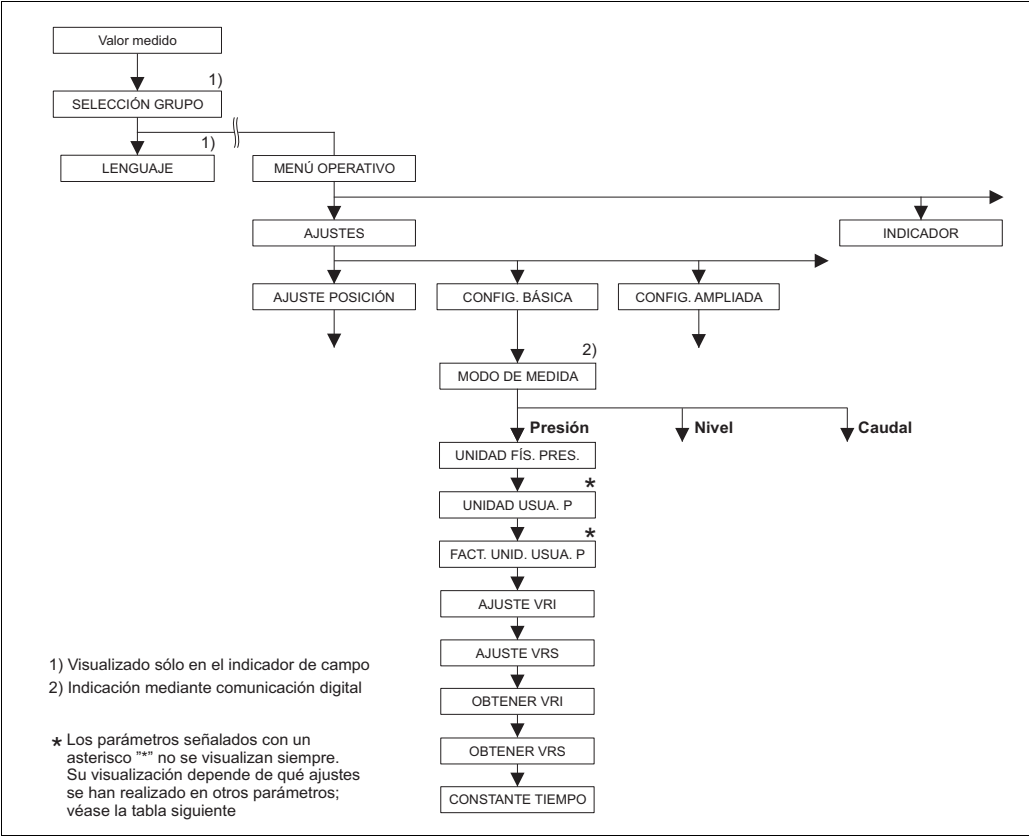 Valor medido
1)
SELECCIÓN GRUPO
1)
LENGUAJE
MENÚ OPERATIVO
AJUSTES
INDICADOR
AJUSTE POSICIÓN
CONFIG. BÁSICA
CONFIG. AMPLIADA
2)
MODO DE MEDIDA
Presión
Nivel
Caudal
UNIDAD FÍS. PRES.
*
UNIDAD USUA. P
*
FACT. UNID. USUA. P
AJUSTE VRI
AJUSTE VRS
OBTENER VRI
OBTENER VRS
CONSTANTE TIEMPO
1) Visualizado sólo en el indicador de campo
2) Indicación mediante comunicación digital
* Los parámetros señalados con un
asterisco "*" no se visualizan siempre.
Su visualización depende de qué ajustes
se han realizado en otros parámetros;
véase la tabla siguiente